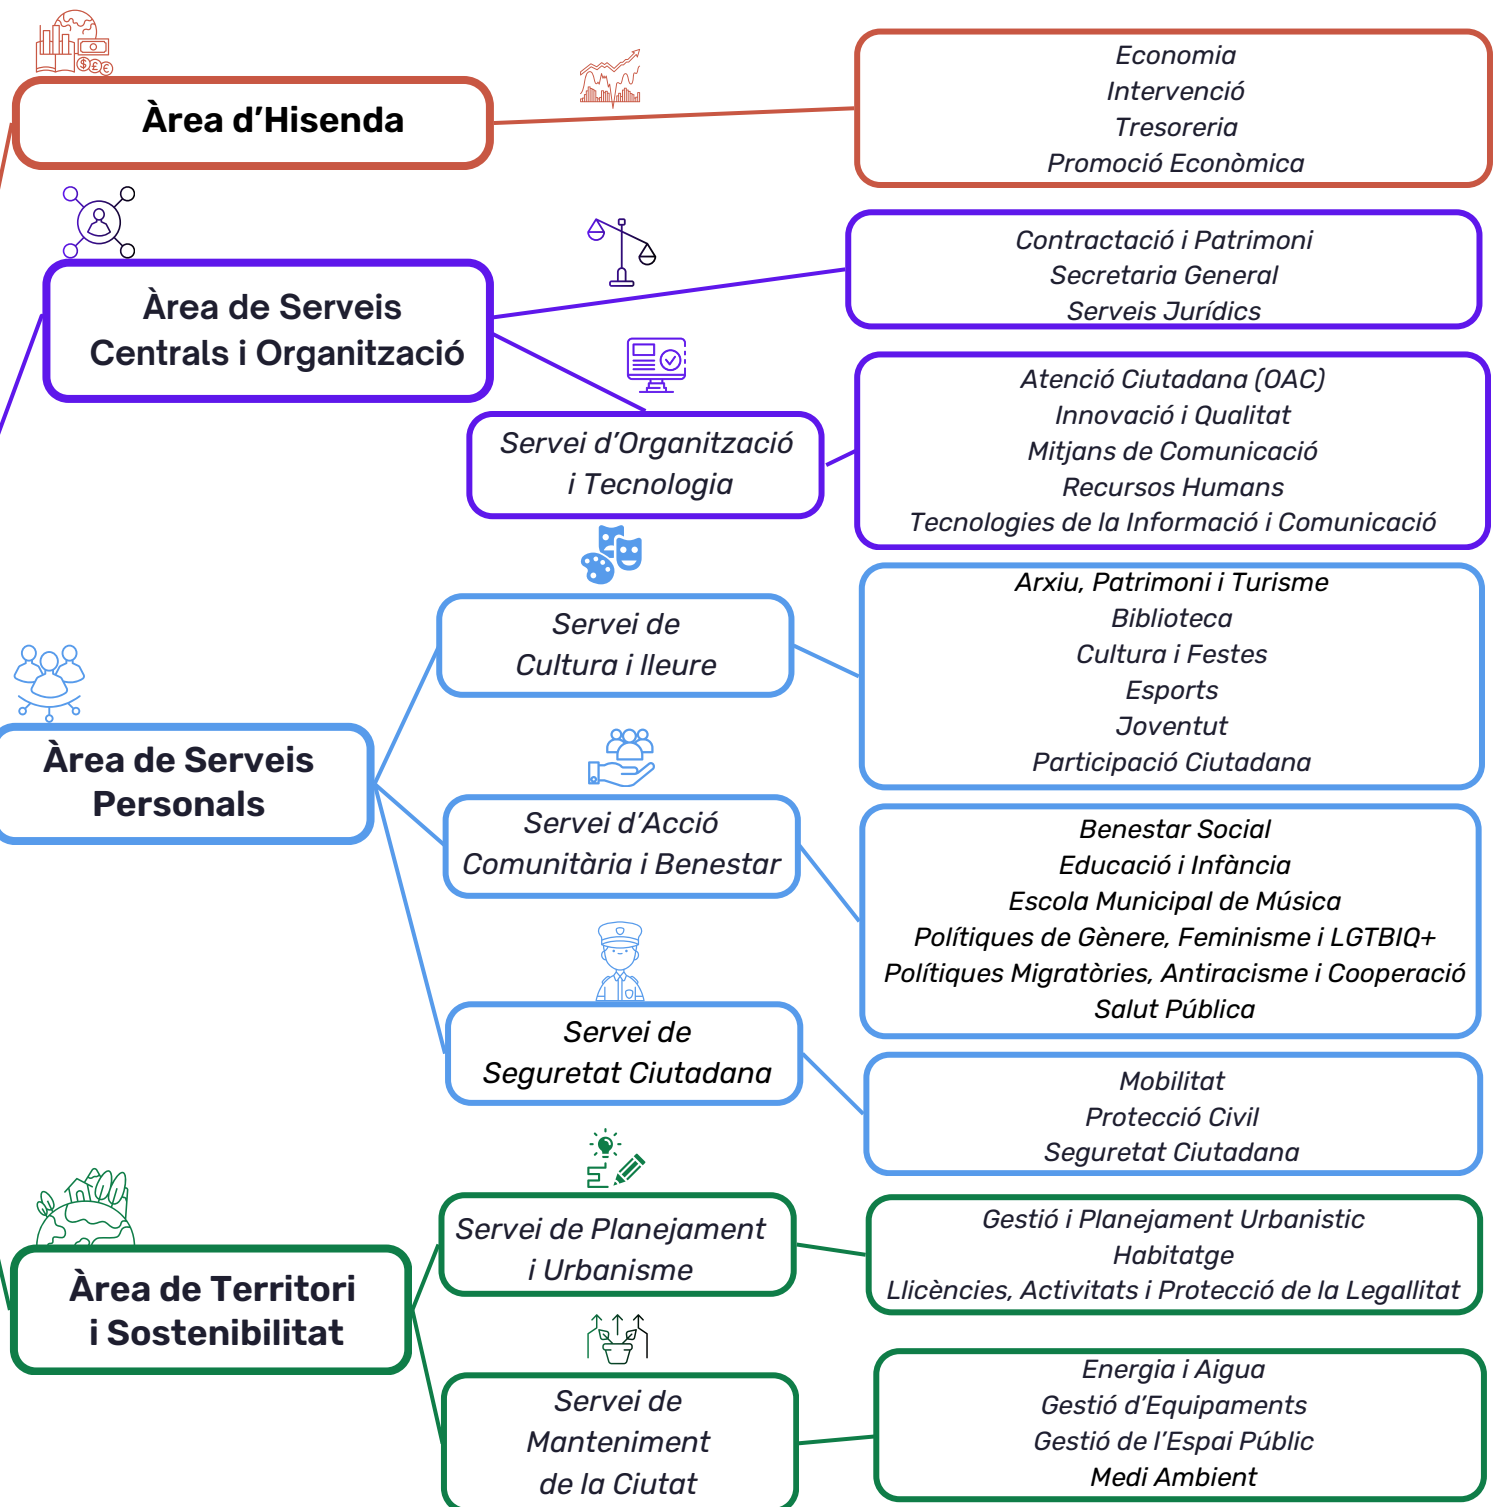 Àrea d’Hisenda
Economia
Intervenció
Tresoreria
Promoció Econòmica
Àrea de Serveis
Centrals i Organització
Contractació i Patrimoni
Secretaria General
Serveis Jurídics
Servei d’Organització
i Tecnologia
Atenció Ciutadana (OAC)
Innovació i Qualitat
Mitjans de Comunicació
Recursos Humans
Tecnologies de la Informació i Comunicació
Àrea de Serveis
Personals
Servei de
Cultura i lleure
Arxiu, Patrimoni i Turisme
Biblioteca
Cultura i Festes
Esports
Joventut
Participació Ciutadana
Servei d’Acció
Comunitària i Benestar
Benestar Social
Educació i Infància
Escola Municipal de Música
Polítiques de Gènere, Feminisme i LGTBIQ+
Polítiques Migratòries, Antiracisme i Cooperació
Salut Pública
Servei de
Seguretat Ciutadana
Mobilitat
Protecció Civil
Seguretat Ciutadana
Àrea de Territori
i Sostenibilitat
Servei de Planejament
i Urbanisme
Gestió i Planejament Urbanistic
Habitatge
Llicències, Activitats i Protecció de la Legallitat
Servei de
Manteniment
de la Ciutat
Energia i Aigua
Gestió d’Equipaments
Gestió de l’Espai Públic
Medi Ambient